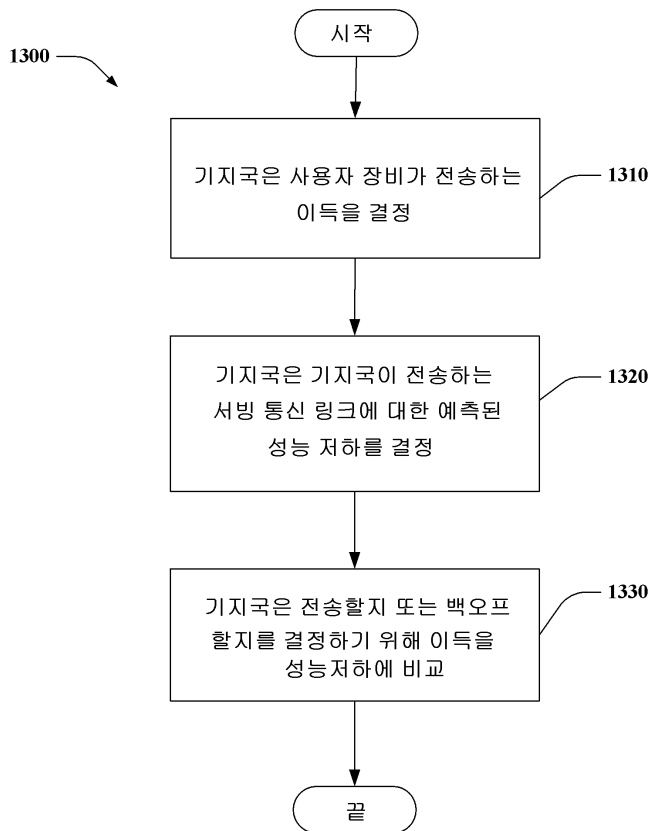 시작
1300
기지국은 사용자 장비가 전송하는
이득을 결정
1310
기지국은 기지국이 전송하는
서빙 통신 링크에 대한 예측된
성능 저하를 결정
1320
기지국은 전송할지 또는 백오프
할지를 결정하기 위해 이득을
성능저하에 비교
1330
끝